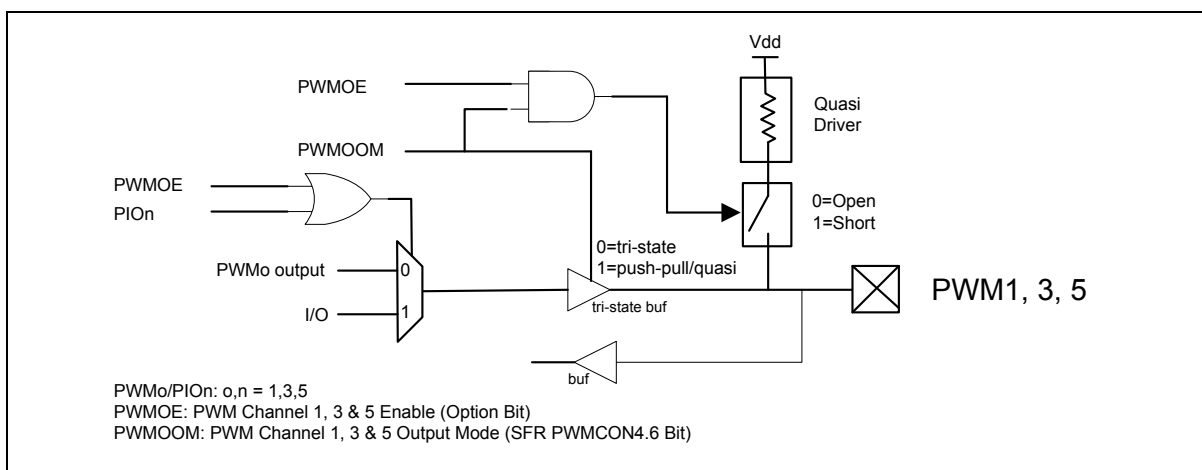 Vdd
PWMOE
Quasi
Driver
PWMOOM
PWMOE
PIOn
0=Open
1=Short
0=tri-state
1=push-pull/quasi
PWMo output
0
I/O
1
tri-state buf
PWM1, 3, 5
buf
PWMo/PIOn: o,n = 1,3,5
PWMOE: PWM Channel 1, 3 & 5 Enable (Option Bit)
PWMOOM: PWM Channel 1, 3 & 5 Output Mode (SFR PWMCON4.6 Bit)